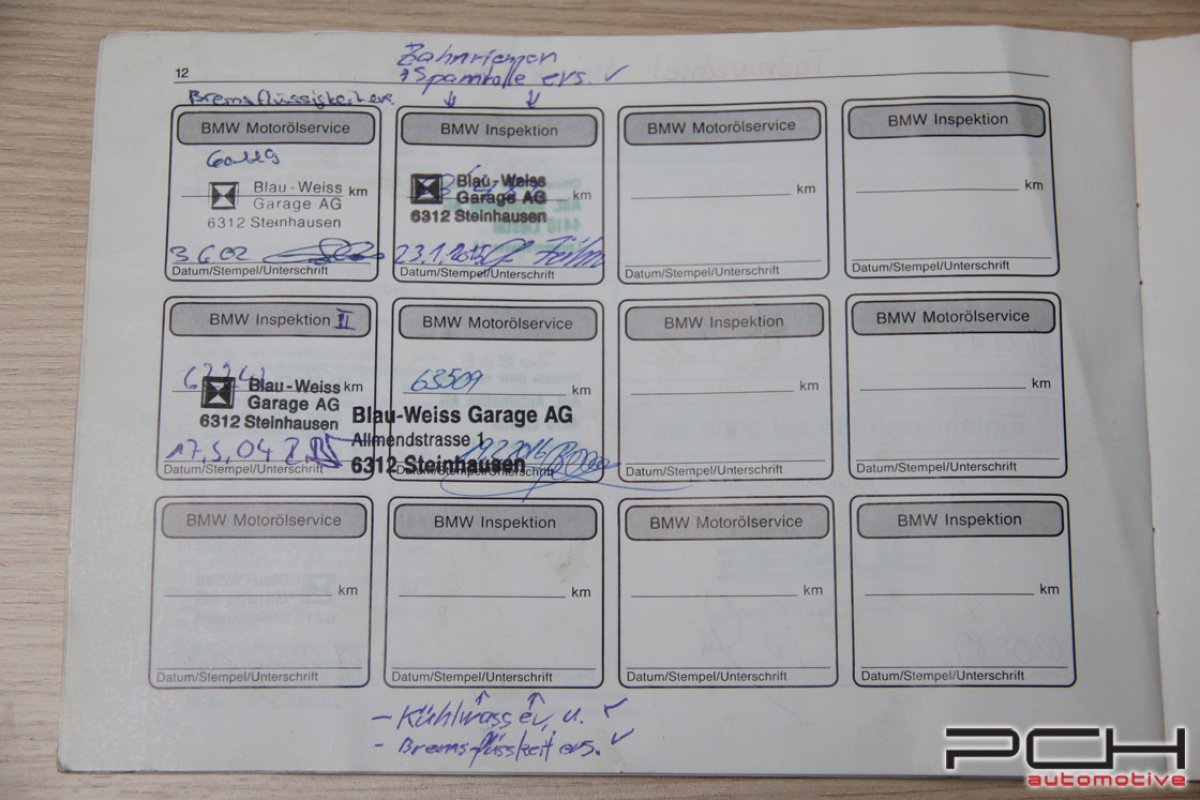 12
Zahnriemen
+ Spannrolle ers. ✓
Bremsflüssigkeit ers.
BMW Motorölservice
km
Blau-Weiss
Garage AG
6312 Steinhausen
3.6.02
Datum/Stempel/Unterschrift
BMW Inspektion
km
Blau-Weiss
Garage AG
6312 Steinhausen
23.1.2015
Datum/Stempel/Unterschrift
BMW Motorölservice
km
Datum/Stempel/Unterschrift
BMW Inspektion
km
Datum/Stempel/Unterschrift
BMW Inspektion II
km
Blau-Weiss
Garage AG
6312 Steinhausen
17.5.04
Datum/Stempel/Unterschrift
BMW Motorölservice
63509 km
Blau-Weiss Garage AG
Allmendstrasse 1
6312 Steinhausen
Datum/Stempel/Unterschrift
BMW Inspektion
km
Datum/Stempel/Unterschrift
BMW Motorölservice
km
Datum/Stempel/Unterschrift
BMW Motorölservice
km
Datum/Stempel/Unterschrift
BMW Inspektion
km
Datum/Stempel/Unterschrift
BMW Motorölservice
km
Datum/Stempel/Unterschrift
BMW Inspektion
km
Datum/Stempel/Unterschrift
- Kühlwasser, u. ✓
- Bremsflüsskeit ers. ✓
PCH
automotive